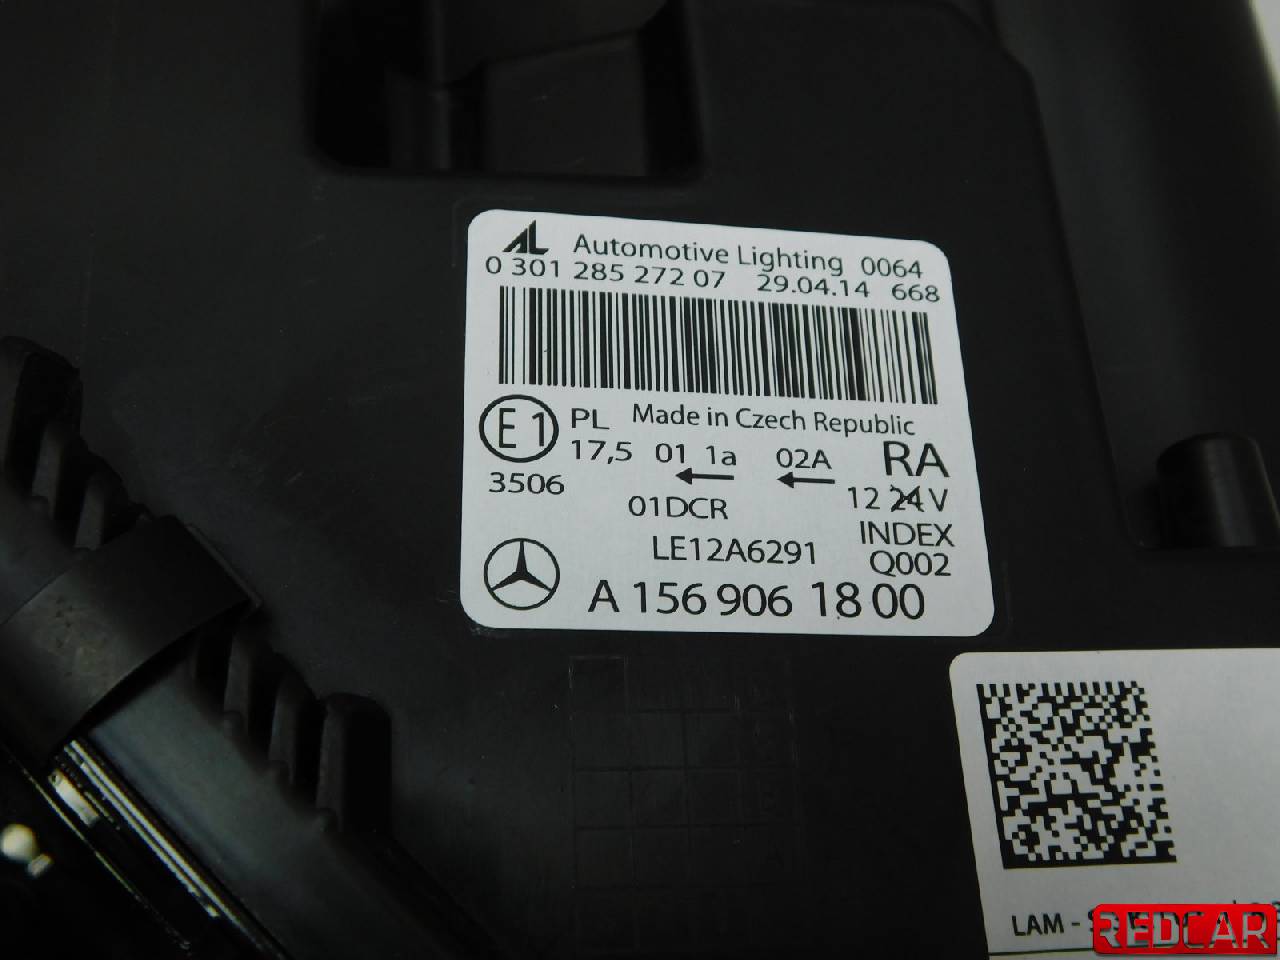 AL Automotive Lighting 0064
0 301 285 272 07 29.04.14 668
E1 PL Made in Czech Republic
17,5 01 1a 02A RA
3506 ← ← 12 24 V
01DCR INDEX
LE12A6291 Q002
A 156 906 18 00
LAM -
REDCAR